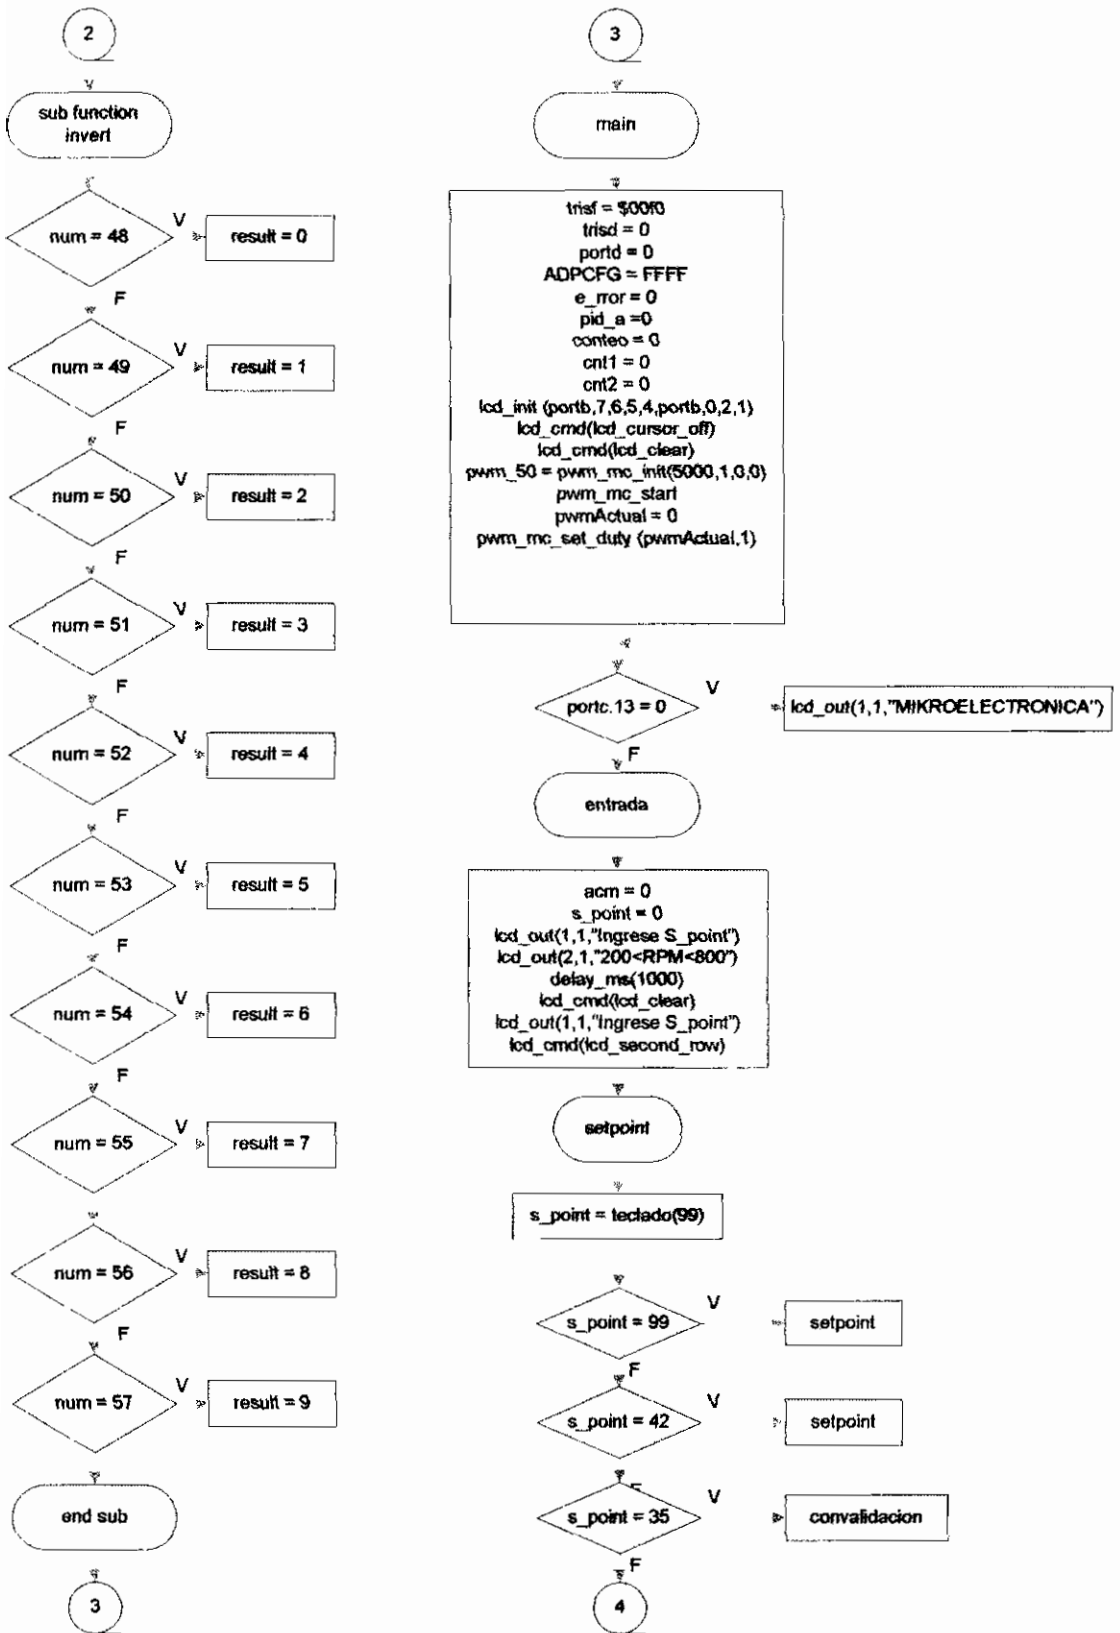 2
sub function
invert
num = 48
V
result = 0
F
num = 49
V
result = 1
F
num = 50
V
result = 2
F
num = 51
V
result = 3
F
num = 52
V
result = 4
F
num = 53
V
result = 5
F
num = 54
V
result = 6
F
num = 55
V
result = 7
num = 56
V
result = 8
F
num = 57
V
result = 9
end sub
3
3
main
trisf = $00f0
trisd = 0
portd = 0
ADPCFG = FFFF
e_rror = 0
pid_a =0
conteo = 0
cnt1 = 0
cnt2 = 0
lcd_init (portb,7,6,5,4,portb,0,2,1)
lcd_cmd(lcd_cursor_off)
lcd_cmd(lcd_clear)
pwm_50 = pwm_mc_init(5000,1,0,0)
pwm_mc_start
pwmActual = 0
pwm_mc_set_duty (pwmActual,1)
portc.13 = 0
V
lcd_out(1,1,"MIKROELECTRONICA")
F
entrada
acm = 0
s_point = 0
lcd_out(1,1,"Ingrese S_point")
lcd_out(2,1,"200<RPM<800")
delay_ms(1000)
lcd_cmd(lcd_clear)
lcd_out(1,1,"Ingrese S_point")
lcd_cmd(lcd_second_row)
setpoint
s_point = teclado(99)
s_point = 99
V
setpoint
F
s_point = 42
V
setpoint
F
s_point = 35
V
convalidacion
F
4